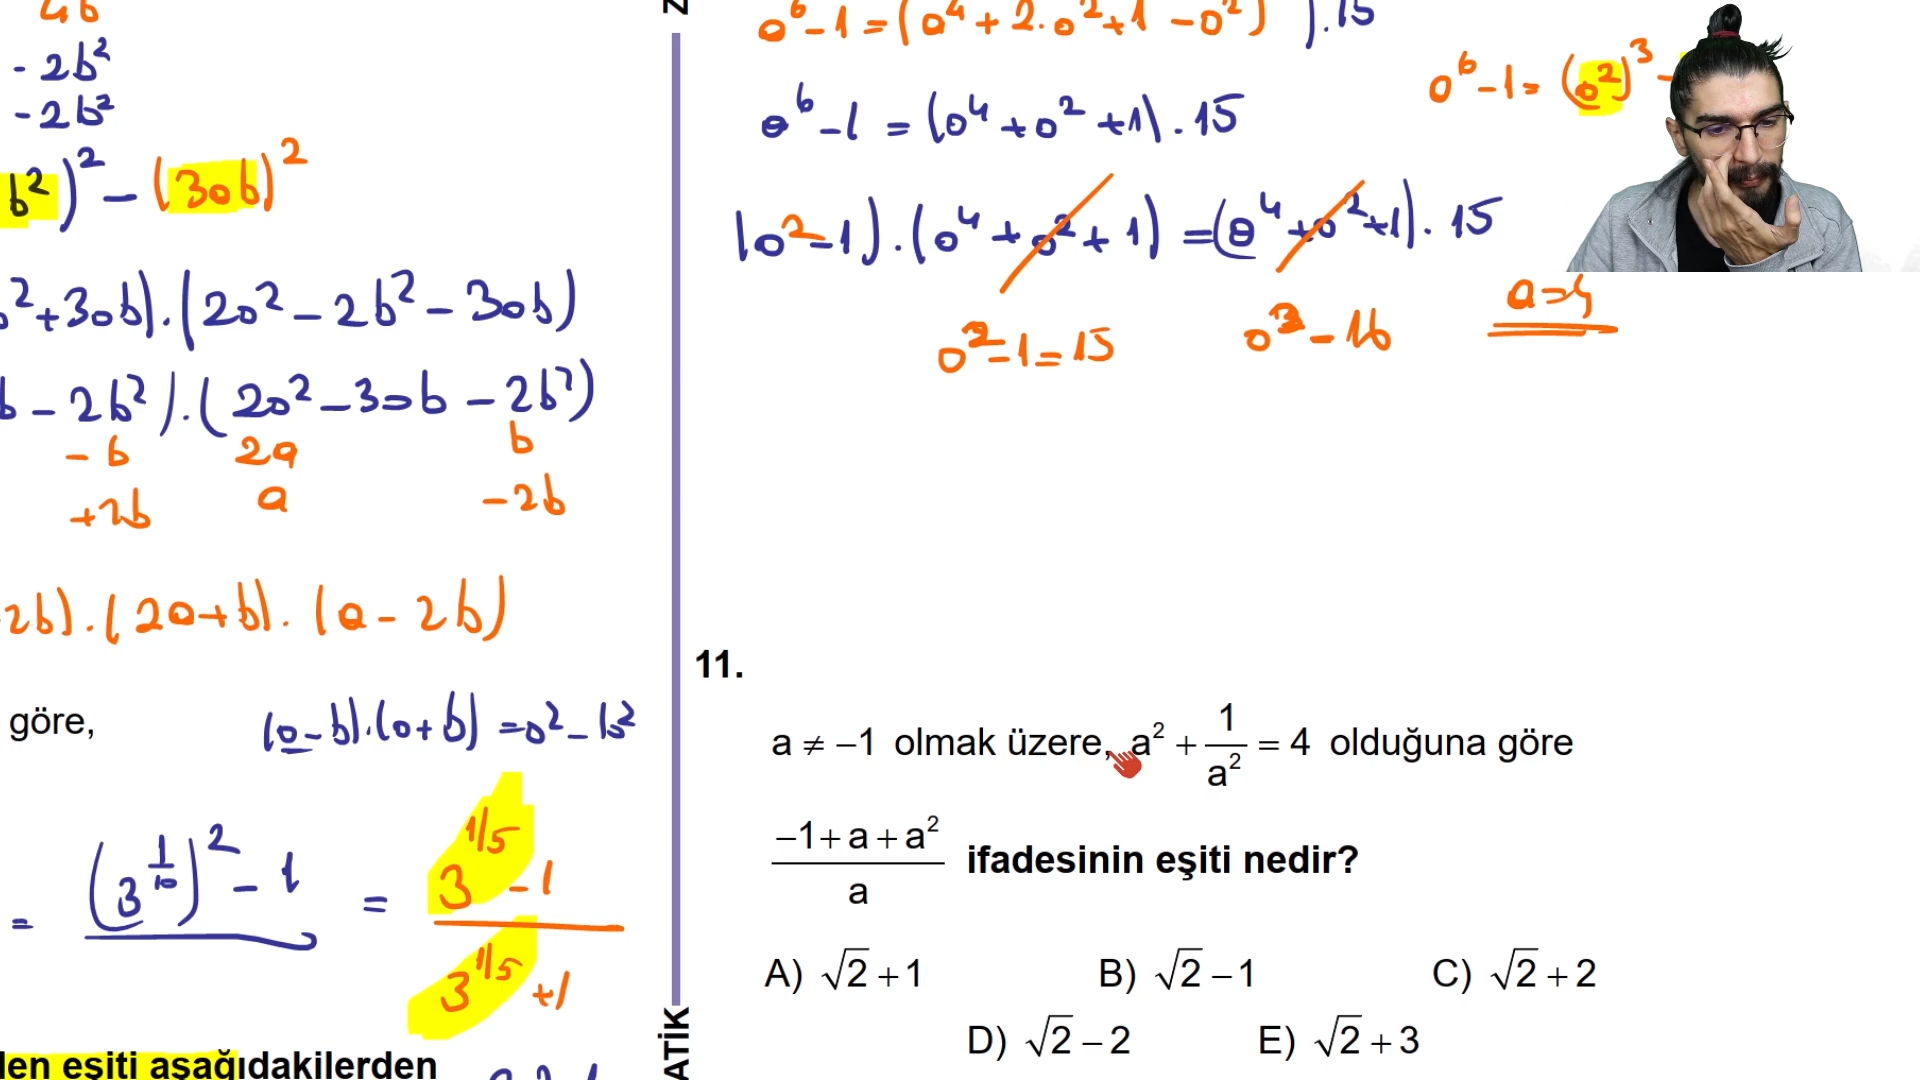 4b
- 2b²
- 2b²
b²)² - (3ab)²
²+3ab).(2a² - 2b² - 3ab)
b - 2b²).(2a² - 3ab - 2b²)
- b 2a b
+2b a - 2b
2b).(2a+b).(a - 2b)
göre, (a - b).(a + b) = a² - b²
= (3^{1/10})² - 1 = 3^{1/5} - 1
3^{1/5} + 1
len eşiti aşağıdakilerden
Z
ATİK
a⁶ - 1 = (a⁴ + 2.a² + 1 - a²) ).15
a⁶ - 1 = (a²)³ -
a⁶ - 1 = (a⁴ + a² + 1).15
(a² - 1).(a⁴ + a² + 1) = (a⁴ + a² + 1).15
a² - 1 = 15 a² - 16 a = 4
11.
a ≠ −1 olmak üzere, a² + 1/a² = 4 olduğuna göre
(−1 + a + a²)/a ifadesinin eşiti nedir?
A) √2 + 1 B) √2 − 1 C) √2 + 2
D) √2 − 2 E) √2 + 3